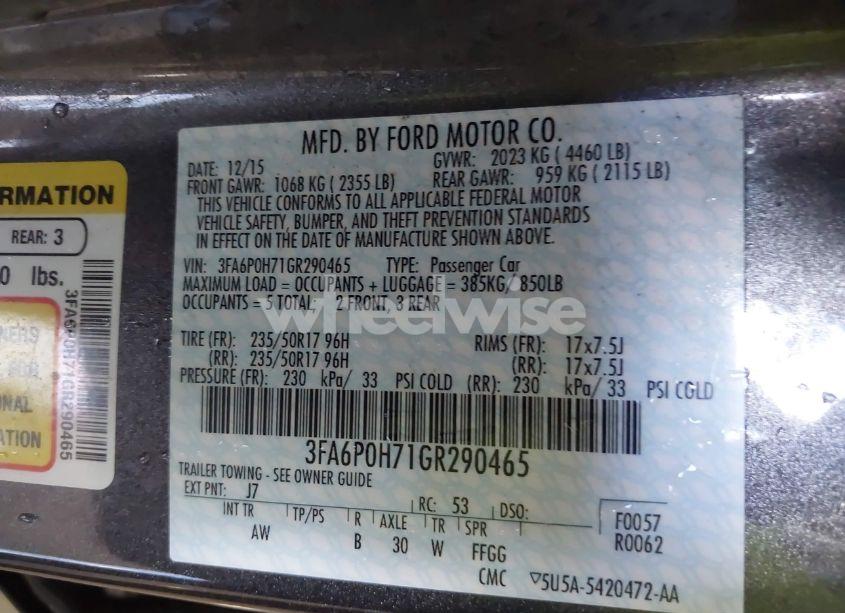 MFD. BY FORD MOTOR CO.
DATE: 12/15 GVWR: 2023 KG ( 4460 LB)
FRONT GAWR: 1068 KG ( 2355 LB) REAR GAWR: 959 KG ( 2115 LB)
THIS VEHICLE CONFORMS TO ALL APPLICABLE FEDERAL MOTOR
VEHICLE SAFETY, BUMPER, AND THEFT PREVENTION STANDARDS
IN EFFECT ON THE DATE OF MANUFACTURE SHOWN ABOVE.
VIN: 3FA6P0H71GR290465 TYPE: Passenger Car
MAXIMUM LOAD = OCCUPANTS + LUGGAGE = 385KG/ 850LB
OCCUPANTS = 5 TOTAL: 2 FRONT, 3 REAR
wheelwise
TIRE (FR): 235/50R17 96H RIMS (FR): 17x7.5J
(RR): 235/50R17 96H (RR): 17x7.5J
PRESSURE (FR): 230 kPa/ 33 PSI COLD (RR): 230 kPa/ 33 PSI COLD
3FA6P0H71GR290465
TRAILER TOWING - SEE OWNER GUIDE
EXT PNT: J7 RC: 53 DSO:
INT TR TP/PS R AXLE TR SPR F0057
AW B 30 W FFGG R0062
CMC ▽5U5A-5420472-AA
RMATION
REAR: 3
0 lbs.
3FA6P0H71GR290465
ONAL
ATION